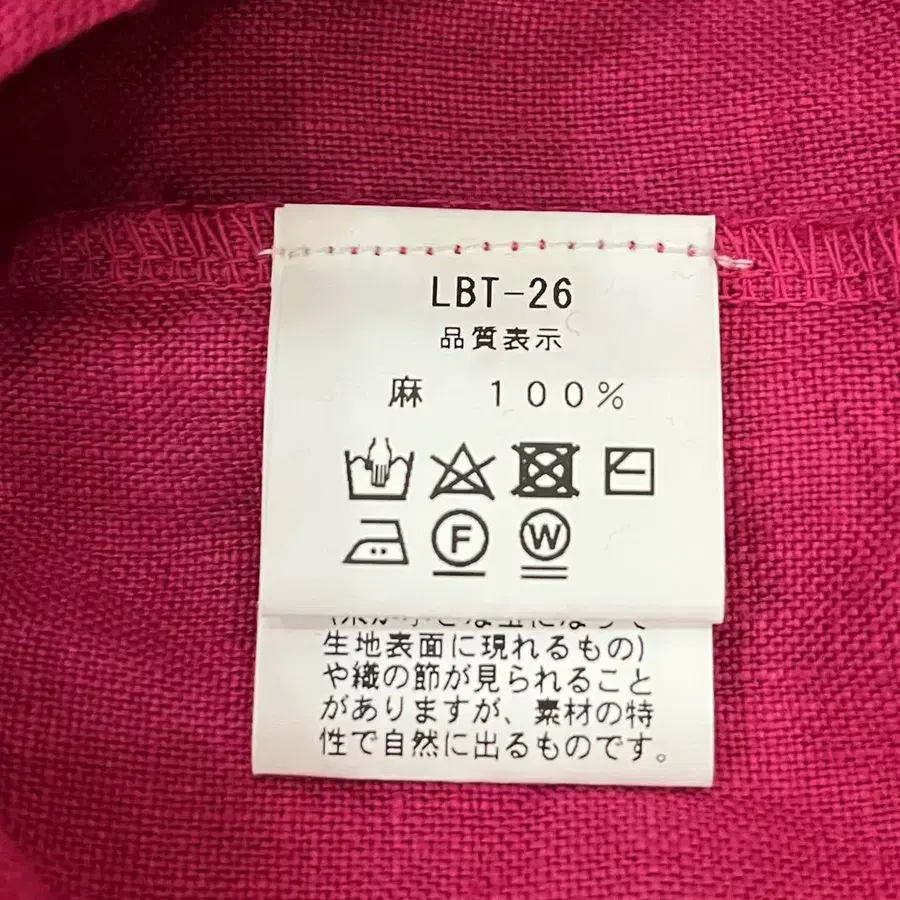 LBT-26
品質表示
麻 100%
F W
生地表面に現れるもの)
や織の節が見られること
がありますが、素材の特
性で自然に出るものです。